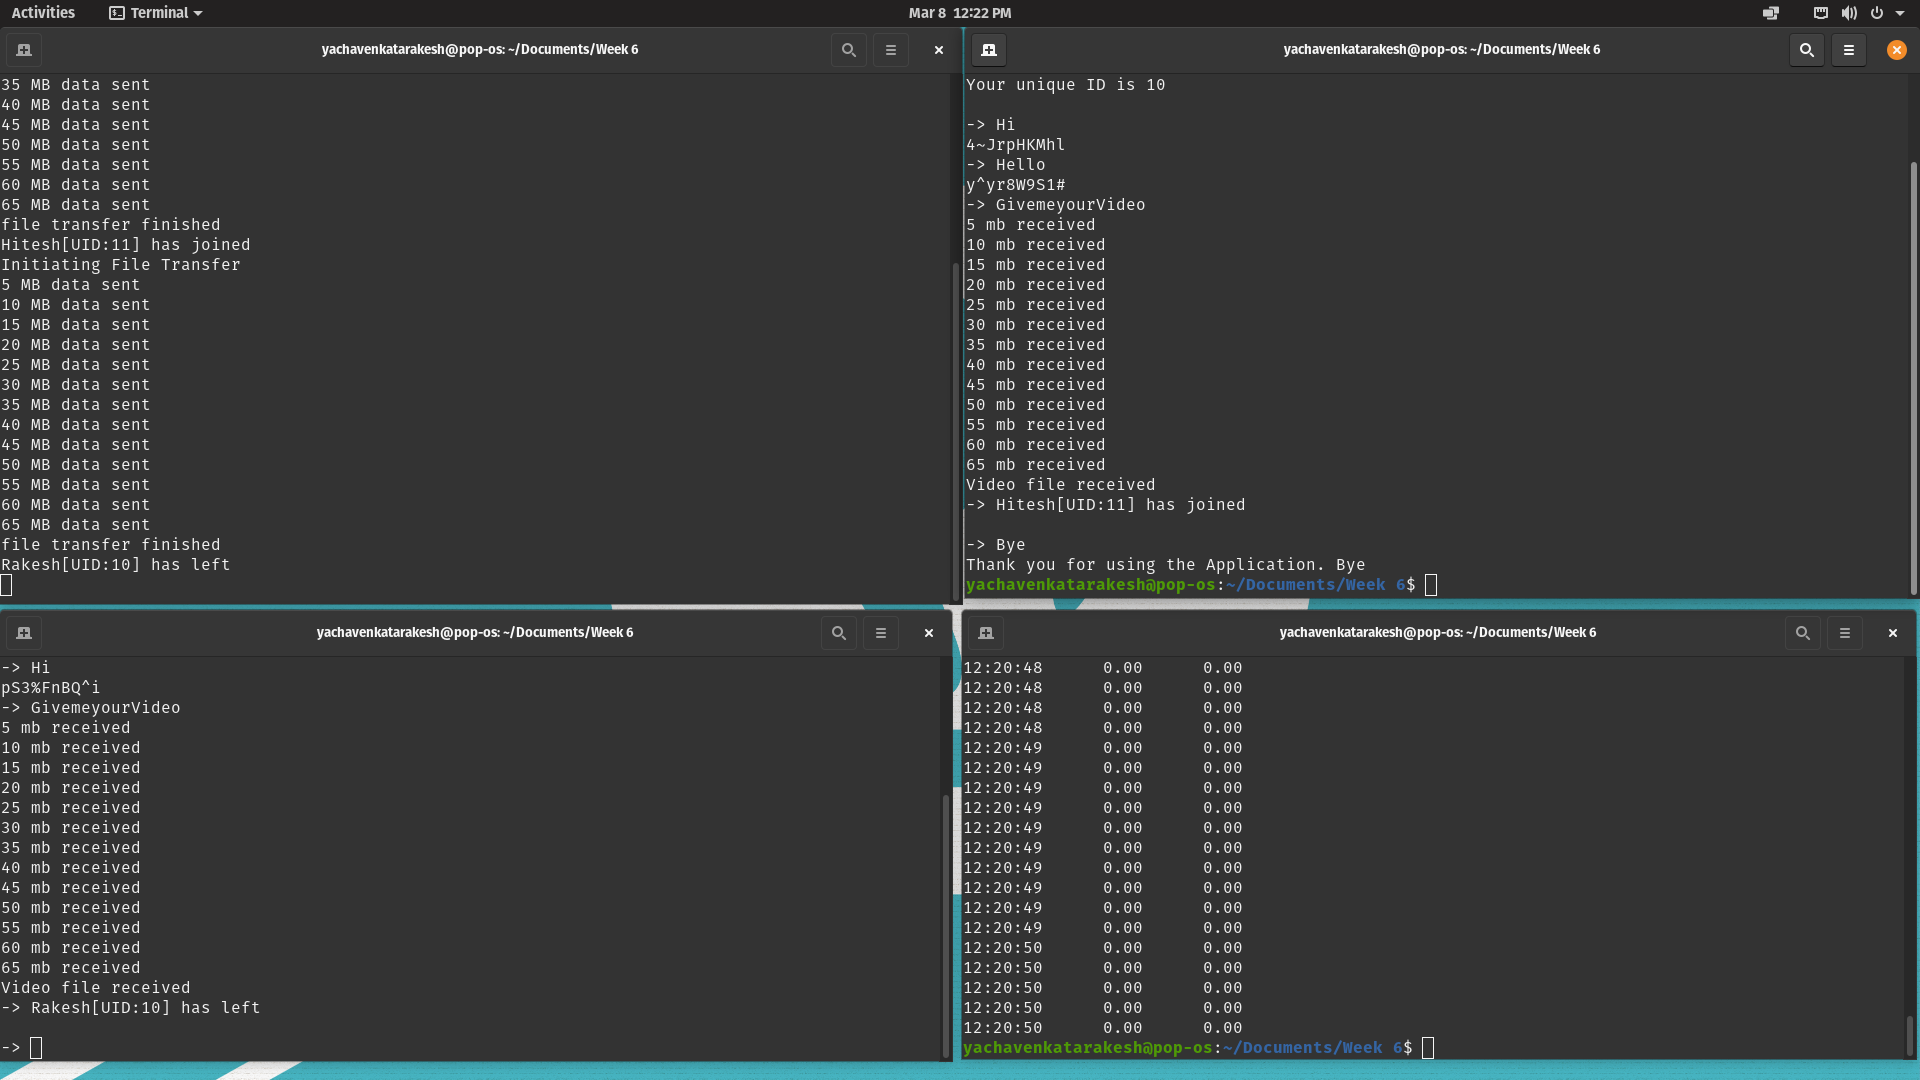 Activities
Terminal
Mar 8 12:22 PM
yachavenkatarakesh@pop-os: ~/Documents/Week 6
35 MB data sent
40 MB data sent
45 MB data sent
50 MB data sent
55 MB data sent
60 MB data sent
65 MB data sent
file transfer finished
Hitesh[UID:11] has joined
Initiating File Transfer
5 MB data sent
10 MB data sent
15 MB data sent
20 MB data sent
25 MB data sent
30 MB data sent
35 MB data sent
40 MB data sent
45 MB data sent
50 MB data sent
55 MB data sent
60 MB data sent
65 MB data sent
file transfer finished
Rakesh[UID:10] has left
yachavenkatarakesh@pop-os: ~/Documents/Week 6
Your unique ID is 10
-> Hi
4~JrpHKMhl
-> Hello
y^yr8W9S1#
-> GivemeyourVideo
5 mb received
10 mb received
15 mb received
20 mb received
25 mb received
30 mb received
35 mb received
40 mb received
45 mb received
50 mb received
55 mb received
60 mb received
65 mb received
Video file received
-> Hitesh[UID:11] has joined
-> Bye
Thank you for using the Application. Bye
yachavenkatarakesh@pop-os:~/Documents/Week 6$
yachavenkatarakesh@pop-os: ~/Documents/Week 6
-> Hi
pS3%FnBQ^i
-> GivemeyourVideo
5 mb received
10 mb received
15 mb received
20 mb received
25 mb received
30 mb received
35 mb received
40 mb received
45 mb received
50 mb received
55 mb received
60 mb received
65 mb received
Video file received
-> Rakesh[UID:10] has left
->
yachavenkatarakesh@pop-os: ~/Documents/Week 6
12:20:48 0.00 0.00
12:20:48 0.00 0.00
12:20:48 0.00 0.00
12:20:48 0.00 0.00
12:20:49 0.00 0.00
12:20:49 0.00 0.00
12:20:49 0.00 0.00
12:20:49 0.00 0.00
12:20:49 0.00 0.00
12:20:49 0.00 0.00
12:20:49 0.00 0.00
12:20:49 0.00 0.00
12:20:49 0.00 0.00
12:20:49 0.00 0.00
12:20:50 0.00 0.00
12:20:50 0.00 0.00
12:20:50 0.00 0.00
12:20:50 0.00 0.00
12:20:50 0.00 0.00
yachavenkatarakesh@pop-os:~/Documents/Week 6$